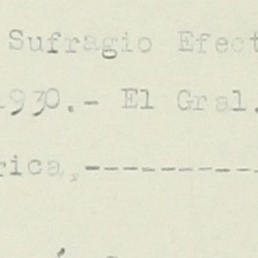 Sufragio Efect
1930.- El Gral.
rica,-----------